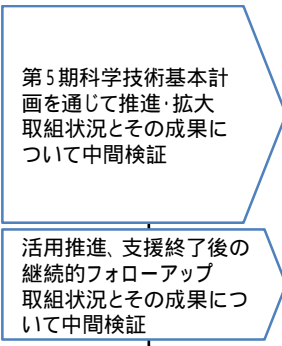 第5期科学技術基本計
画を通じて推進・拡大
取組状況とその成果に
ついて中間検証
活用推進、支援終了後の
継続的フォローアップ
取組状況とその成果につ
いて中間検証